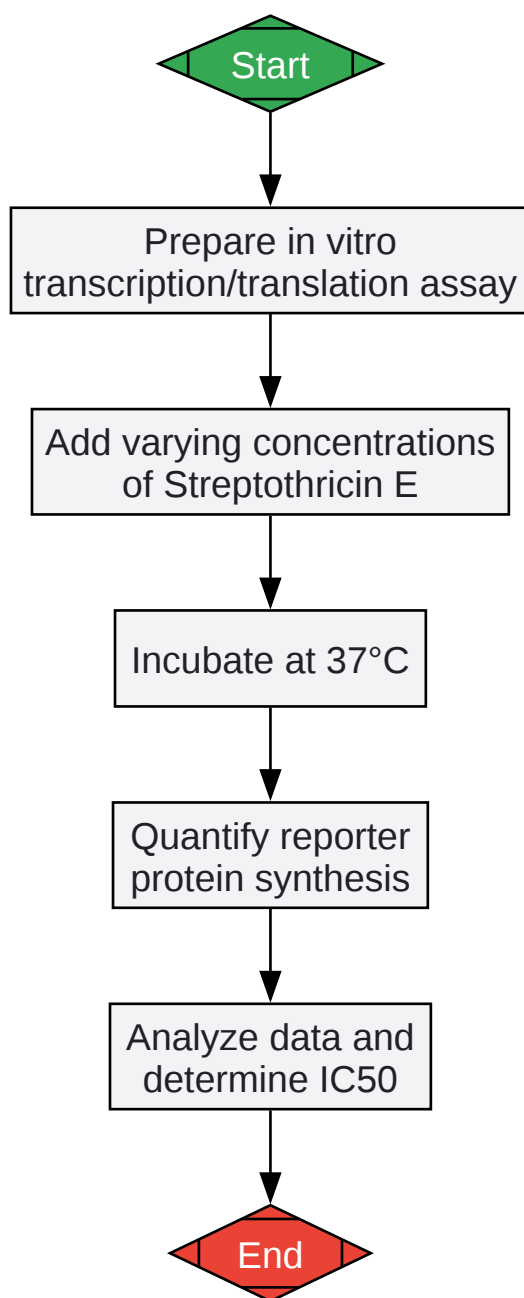 Start
Prepare in vitro
transcription/translation assay
Add varying concentrations
of Streptothricin E
Incubate at 37°C
Quantify reporter
protein synthesis
Analyze data and
determine IC50
End